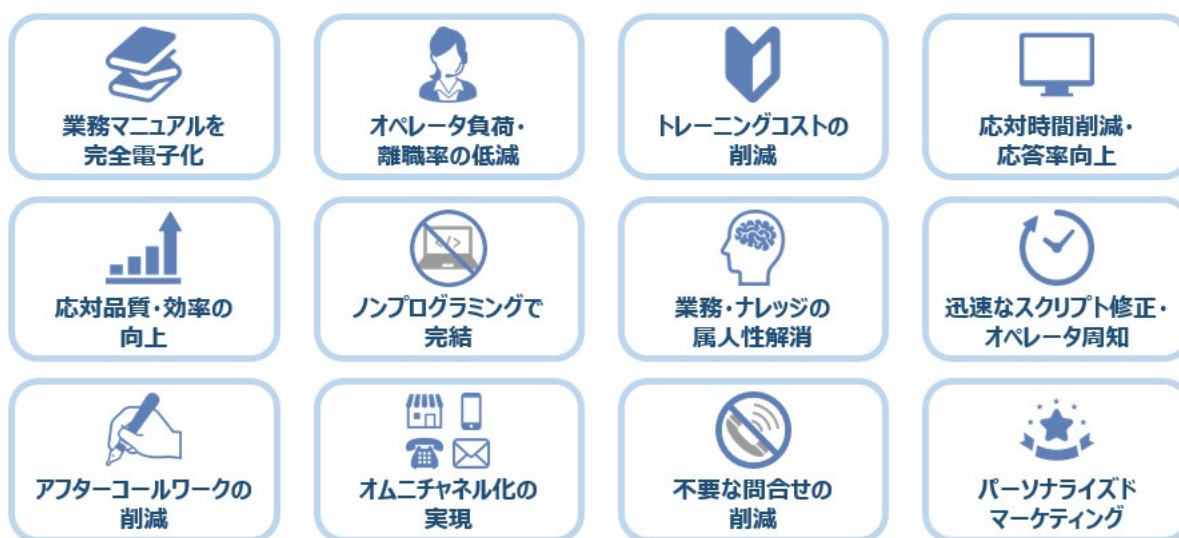 業務マニュアルを
完全電子化
オペレータ負荷・
離職率の低減
トレーニングコストの
削減
応対時間削減・
応答率向上
応対品質・効率の
向上
</>
ノンプログラミングで
完結
業務・ナレッジの
属人性解消
迅速なスクリプト修正・
オペレータ周知
アフターコールワークの
削減
オムニチャネル化の
実現
不要な問合せの
削減
パーソナライズド
マーケティング